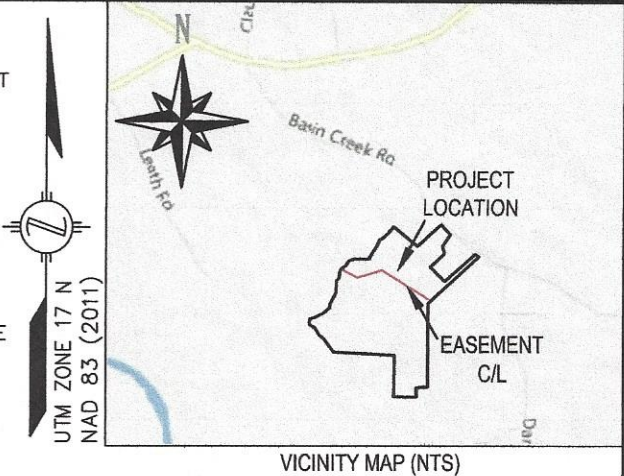 T
E
UTM ZONE 17 N
NAD 83 (2011)
N
Basin Creek Rd
Leath Rd
PROJECT
LOCATION
EASEMENT
C/L
VICINITY MAP (NTS)